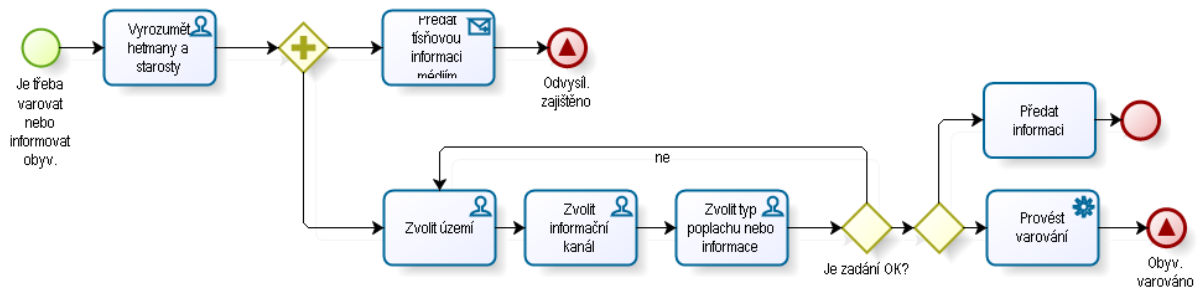 Je třeba
varovat
nebo
informovat
obyv.
Vyrozumět
hetmany a
starosty
Předat
tísňovou
informaci
médiím
Odvysíl.
zajištěno
Předat
informaci
ne
Zvolit území
Zvolit
informační
kanál
Zvolit typ
poplachu nebo
informace
Je zadání OK?
Provést
varování
Obyv.
varováno